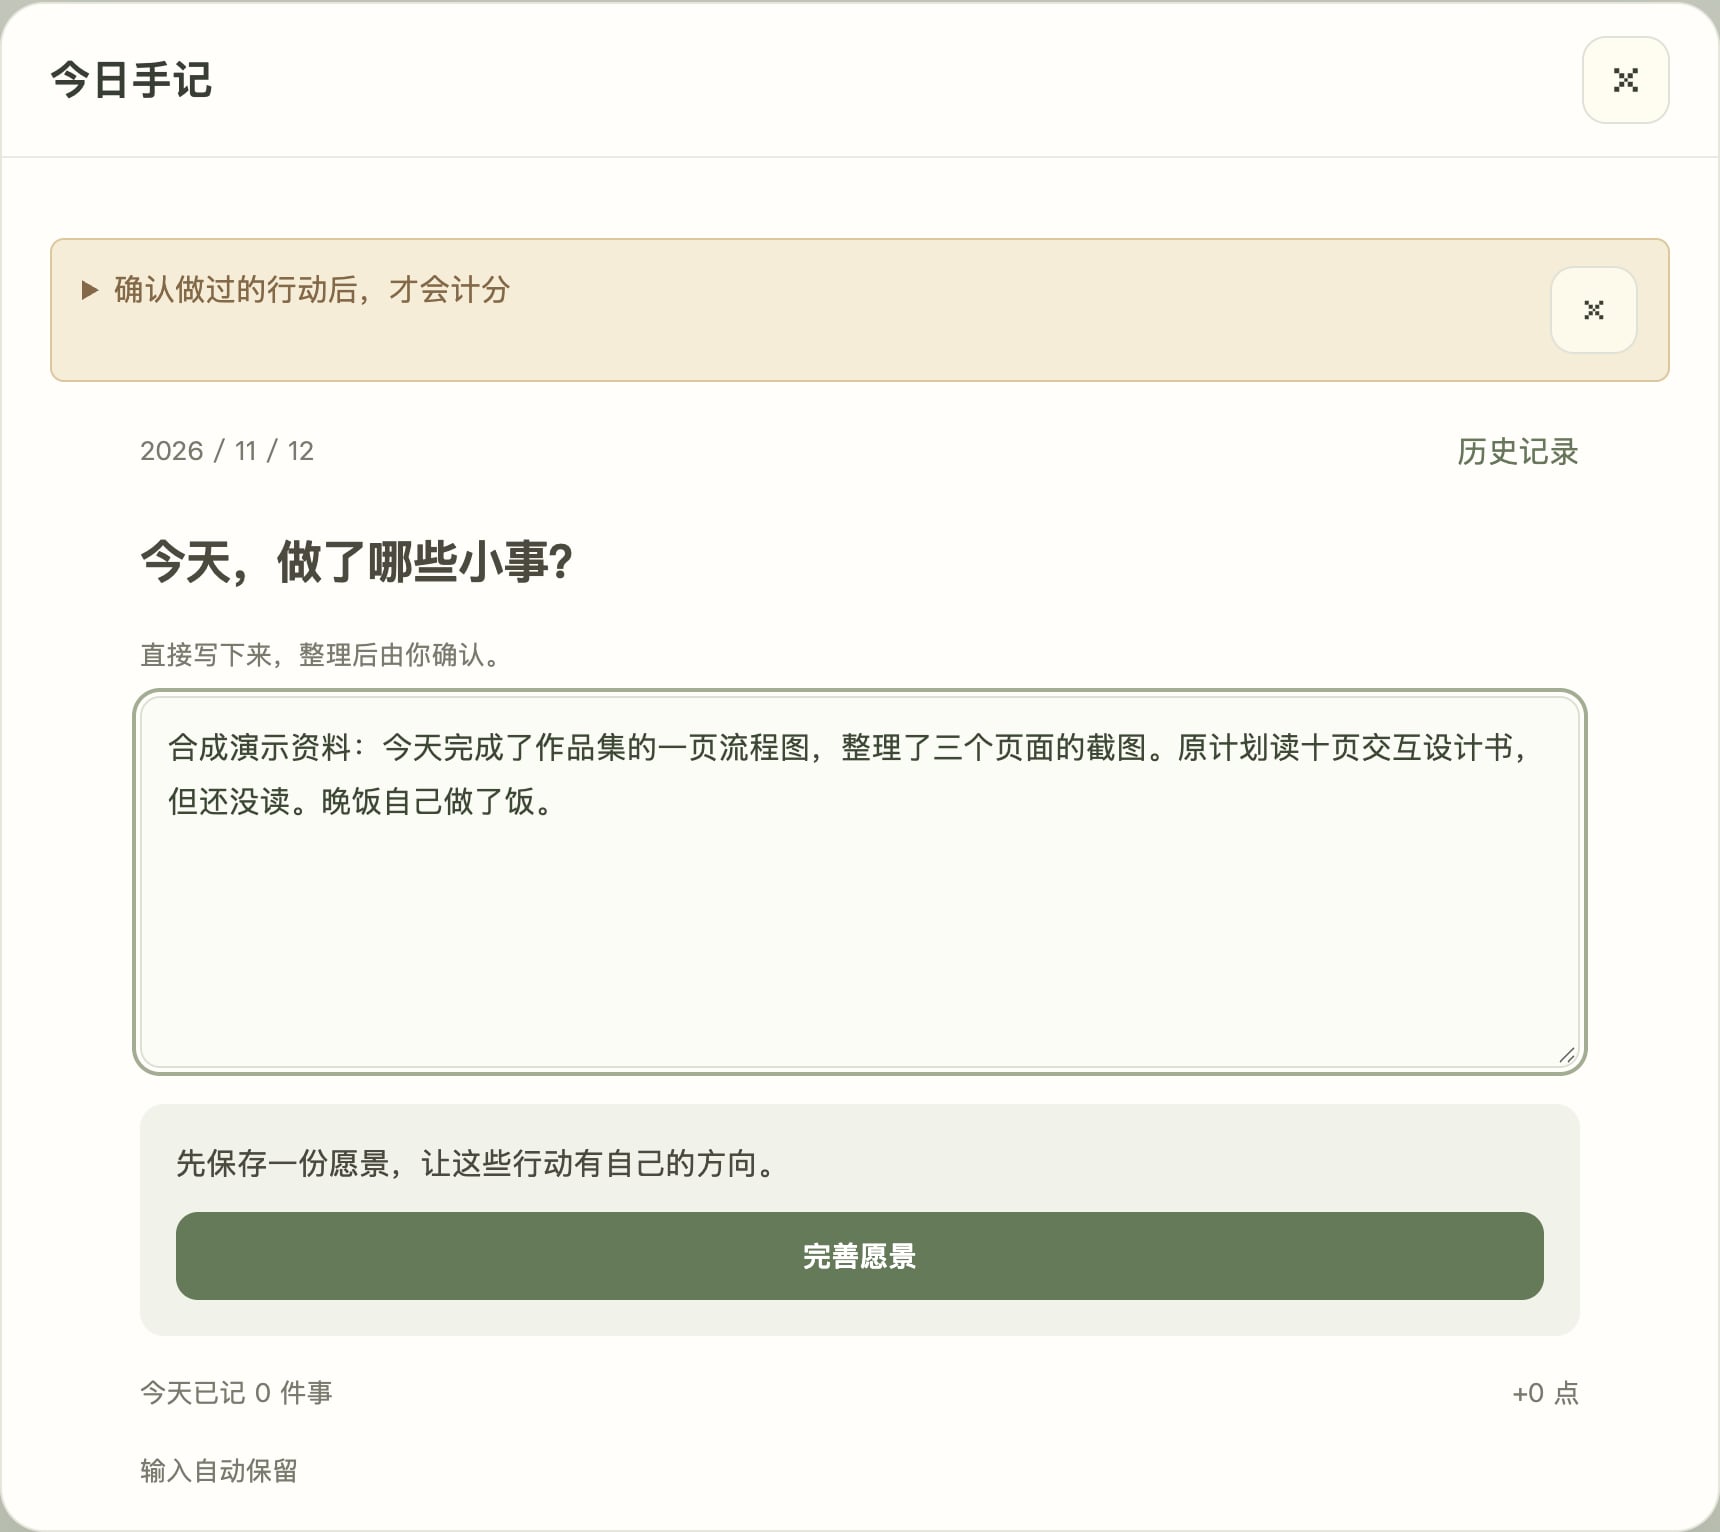 今日手记
确认做过的行动后，才会计分
2026 / 11 / 12
历史记录
今天，做了哪些小事？
直接写下来，整理后由你确认。
合成演示资料：今天完成了作品集的一页流程图，整理了三个页面的截图。原计划读十页交互设计书，
但还没读。晚饭自己做了饭。
先保存一份愿景，让这些行动有自己的方向。
完善愿景
今天已记 0 件事
+0 点
输入自动保留